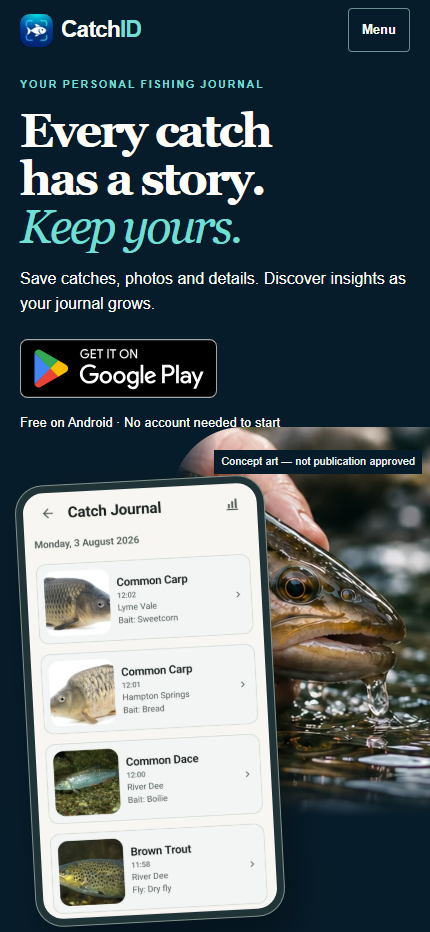 CatchID
Menu
YOUR PERSONAL FISHING JOURNAL
Every catch
has a story.
Keep yours.
Save catches, photos and details. Discover insights as
your journal grows.
GET IT ON
Google Play
Free on Android · No account needed to start
Concept art — not publication approved
Catch Journal
Monday, 3 August 2026
Common Carp
12:02
Lyme Vale
Bait: Sweetcorn
Common Carp
12:01
Hampton Springs
Bait: Bread
Common Dace
12:00
River Dee
Bait: Boilie
Brown Trout
11:58
River Dee
Fly: Dry fly